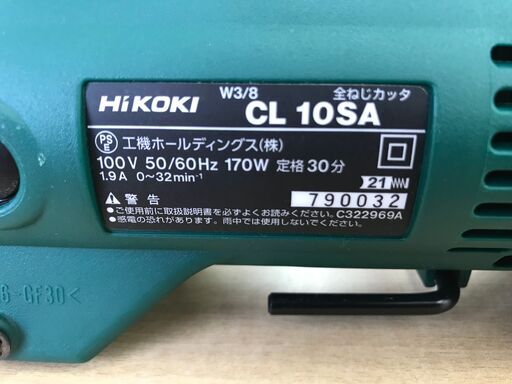 W3/8 全ねじカッタ
HiKOKI CL 10SA
PSE 工機ホールディングス(株)
100V 50/60Hz 170W 定格30分
1.9A 0~32min-1
21
警告
790032
●ご使用前に取扱説明書を必ずよくお読みください。C322969A
●感電の恐れがあります。雨中では使用しないでください。
6-GF30<